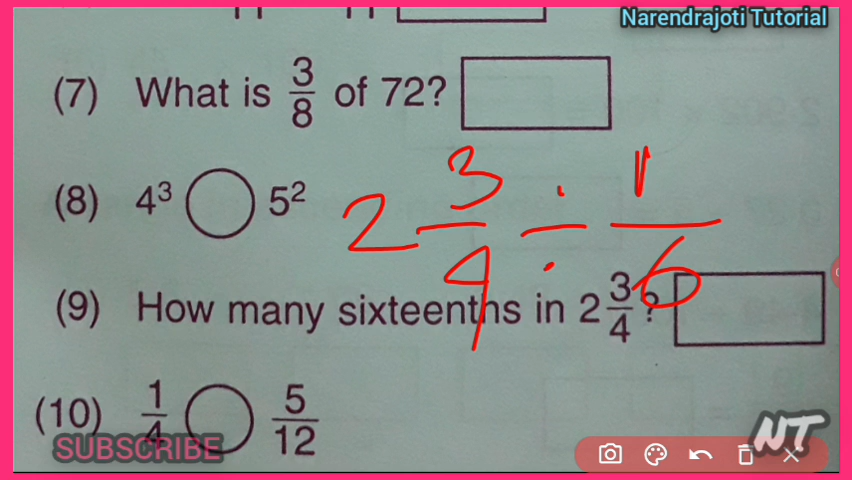 Narendrajoti Tutorial
(7) What is 3/8 of 72?
(8) 4³ ◯ 5²
2 3/4 ÷ 1/6
(9) How many sixteenths in 2 3/4?
(10) 1/4 ◯ 5/12
SUBSCRIBE
NT